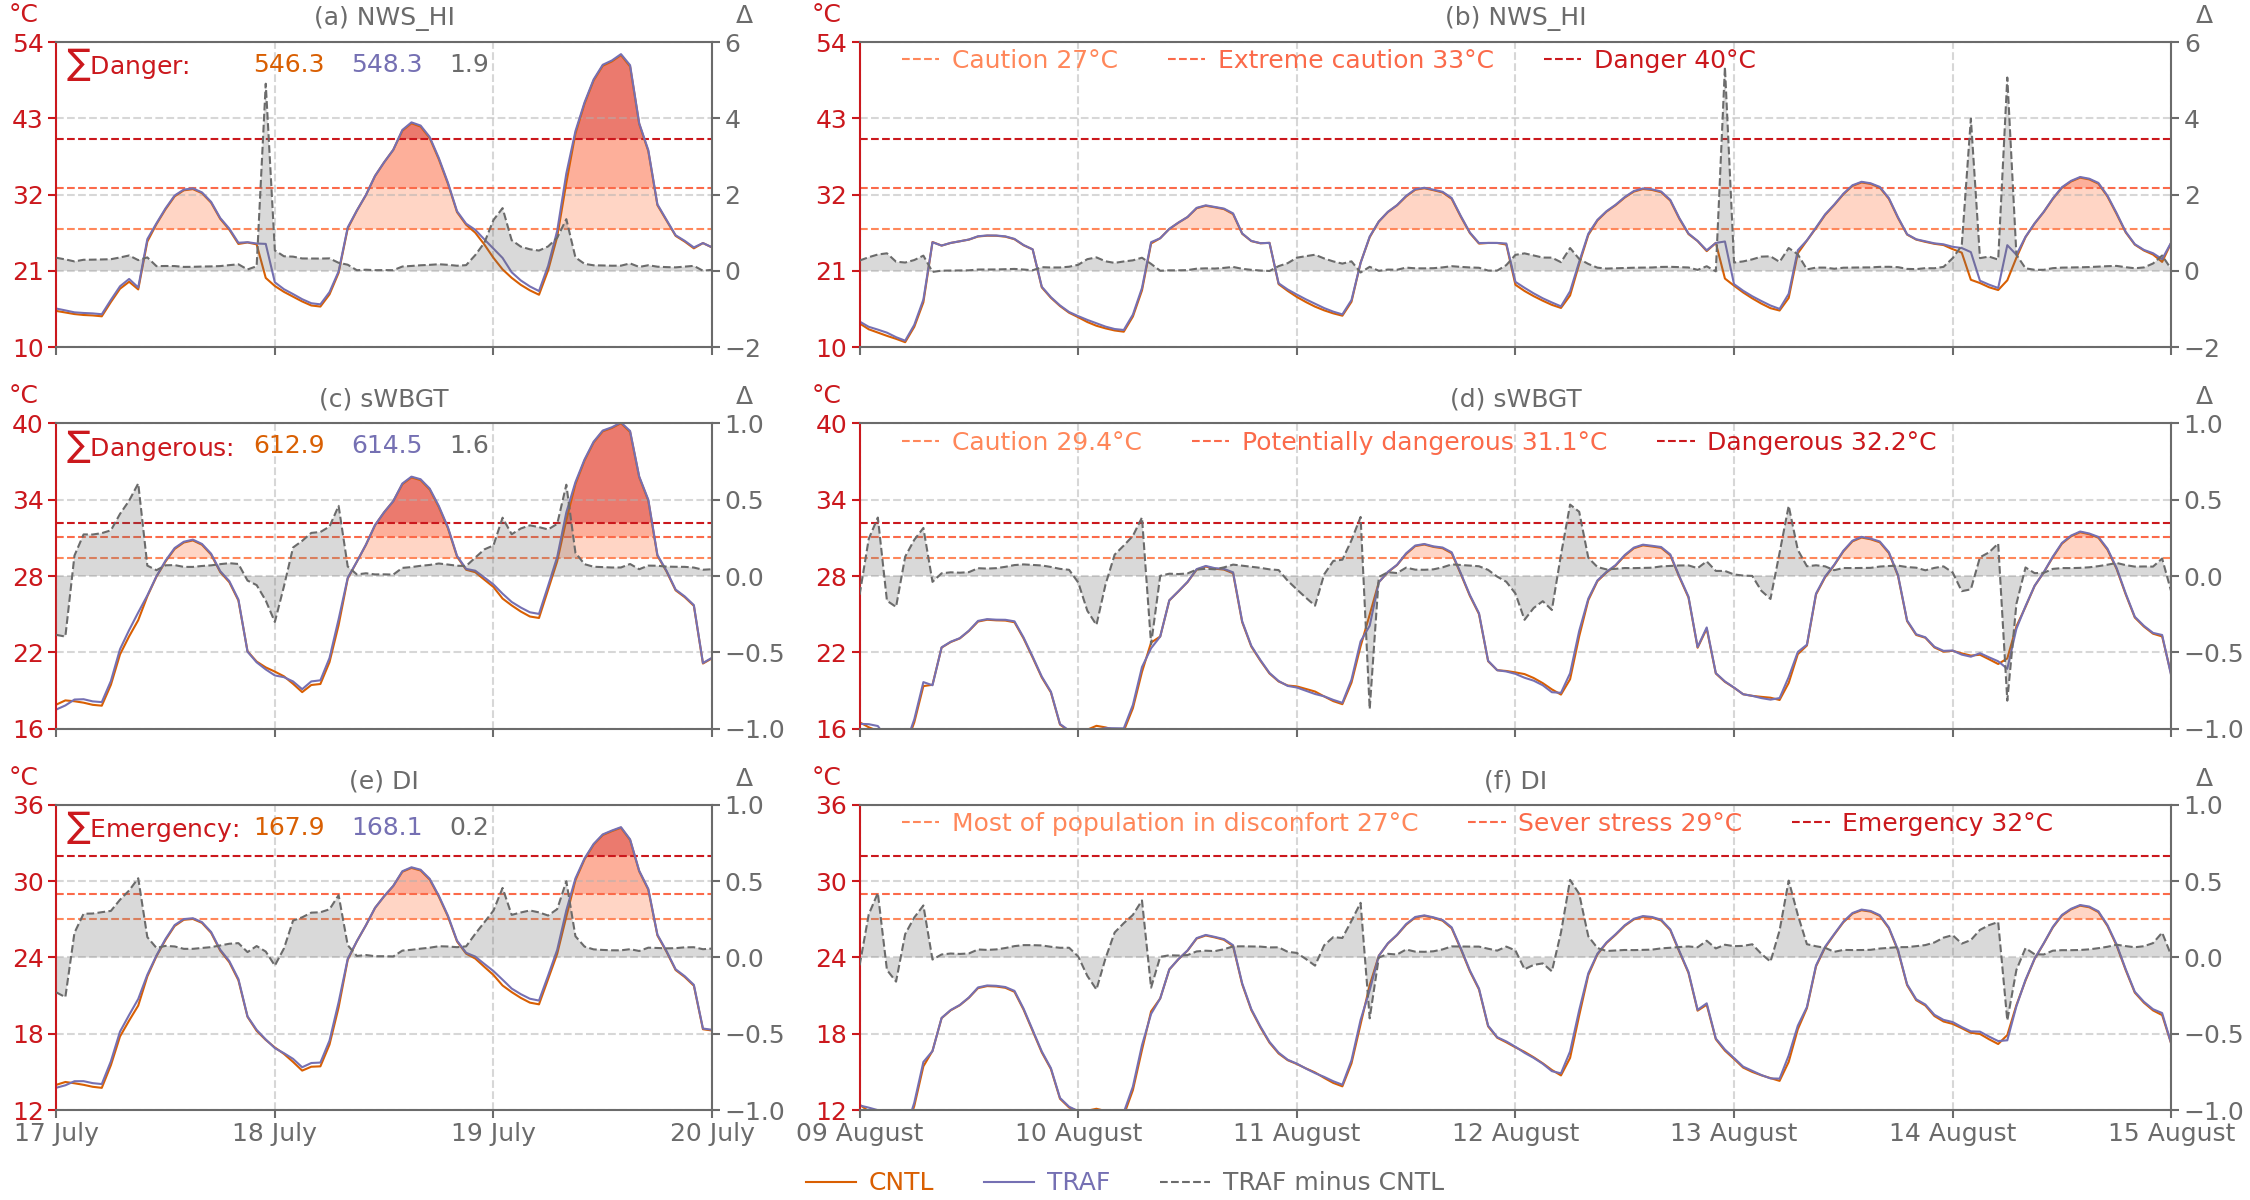 °C (a) NWS_HI Δ
54 6
∑Danger: 546.3 548.3 1.9
43 4
32 2
21 0
10 −2
°C (b) NWS_HI Δ
54 6
Caution 27°C Extreme caution 33°C Danger 40°C
43 4
32 2
21 0
10 −2
°C (c) sWBGT Δ
40 1.0
∑Dangerous: 612.9 614.5 1.6
34 0.5
28 0.0
22 −0.5
16 −1.0
°C (d) sWBGT Δ
40 1.0
Caution 29.4°C Potentially dangerous 31.1°C Dangerous 32.2°C
34 0.5
28 0.0
22 −0.5
16 −1.0
°C (e) DI Δ
36 1.0
∑Emergency: 167.9 168.1 0.2
30 0.5
24 0.0
18 −0.5
12 −1.0
17 July 18 July 19 July 20 July
°C (f) DI Δ
36 1.0
Most of population in disconfort 27°C Sever stress 29°C Emergency 32°C
30 0.5
24 0.0
18 −0.5
12 −1.0
09 August 10 August 11 August 12 August 13 August 14 August 15 August
CNTL TRAF TRAF minus CNTL